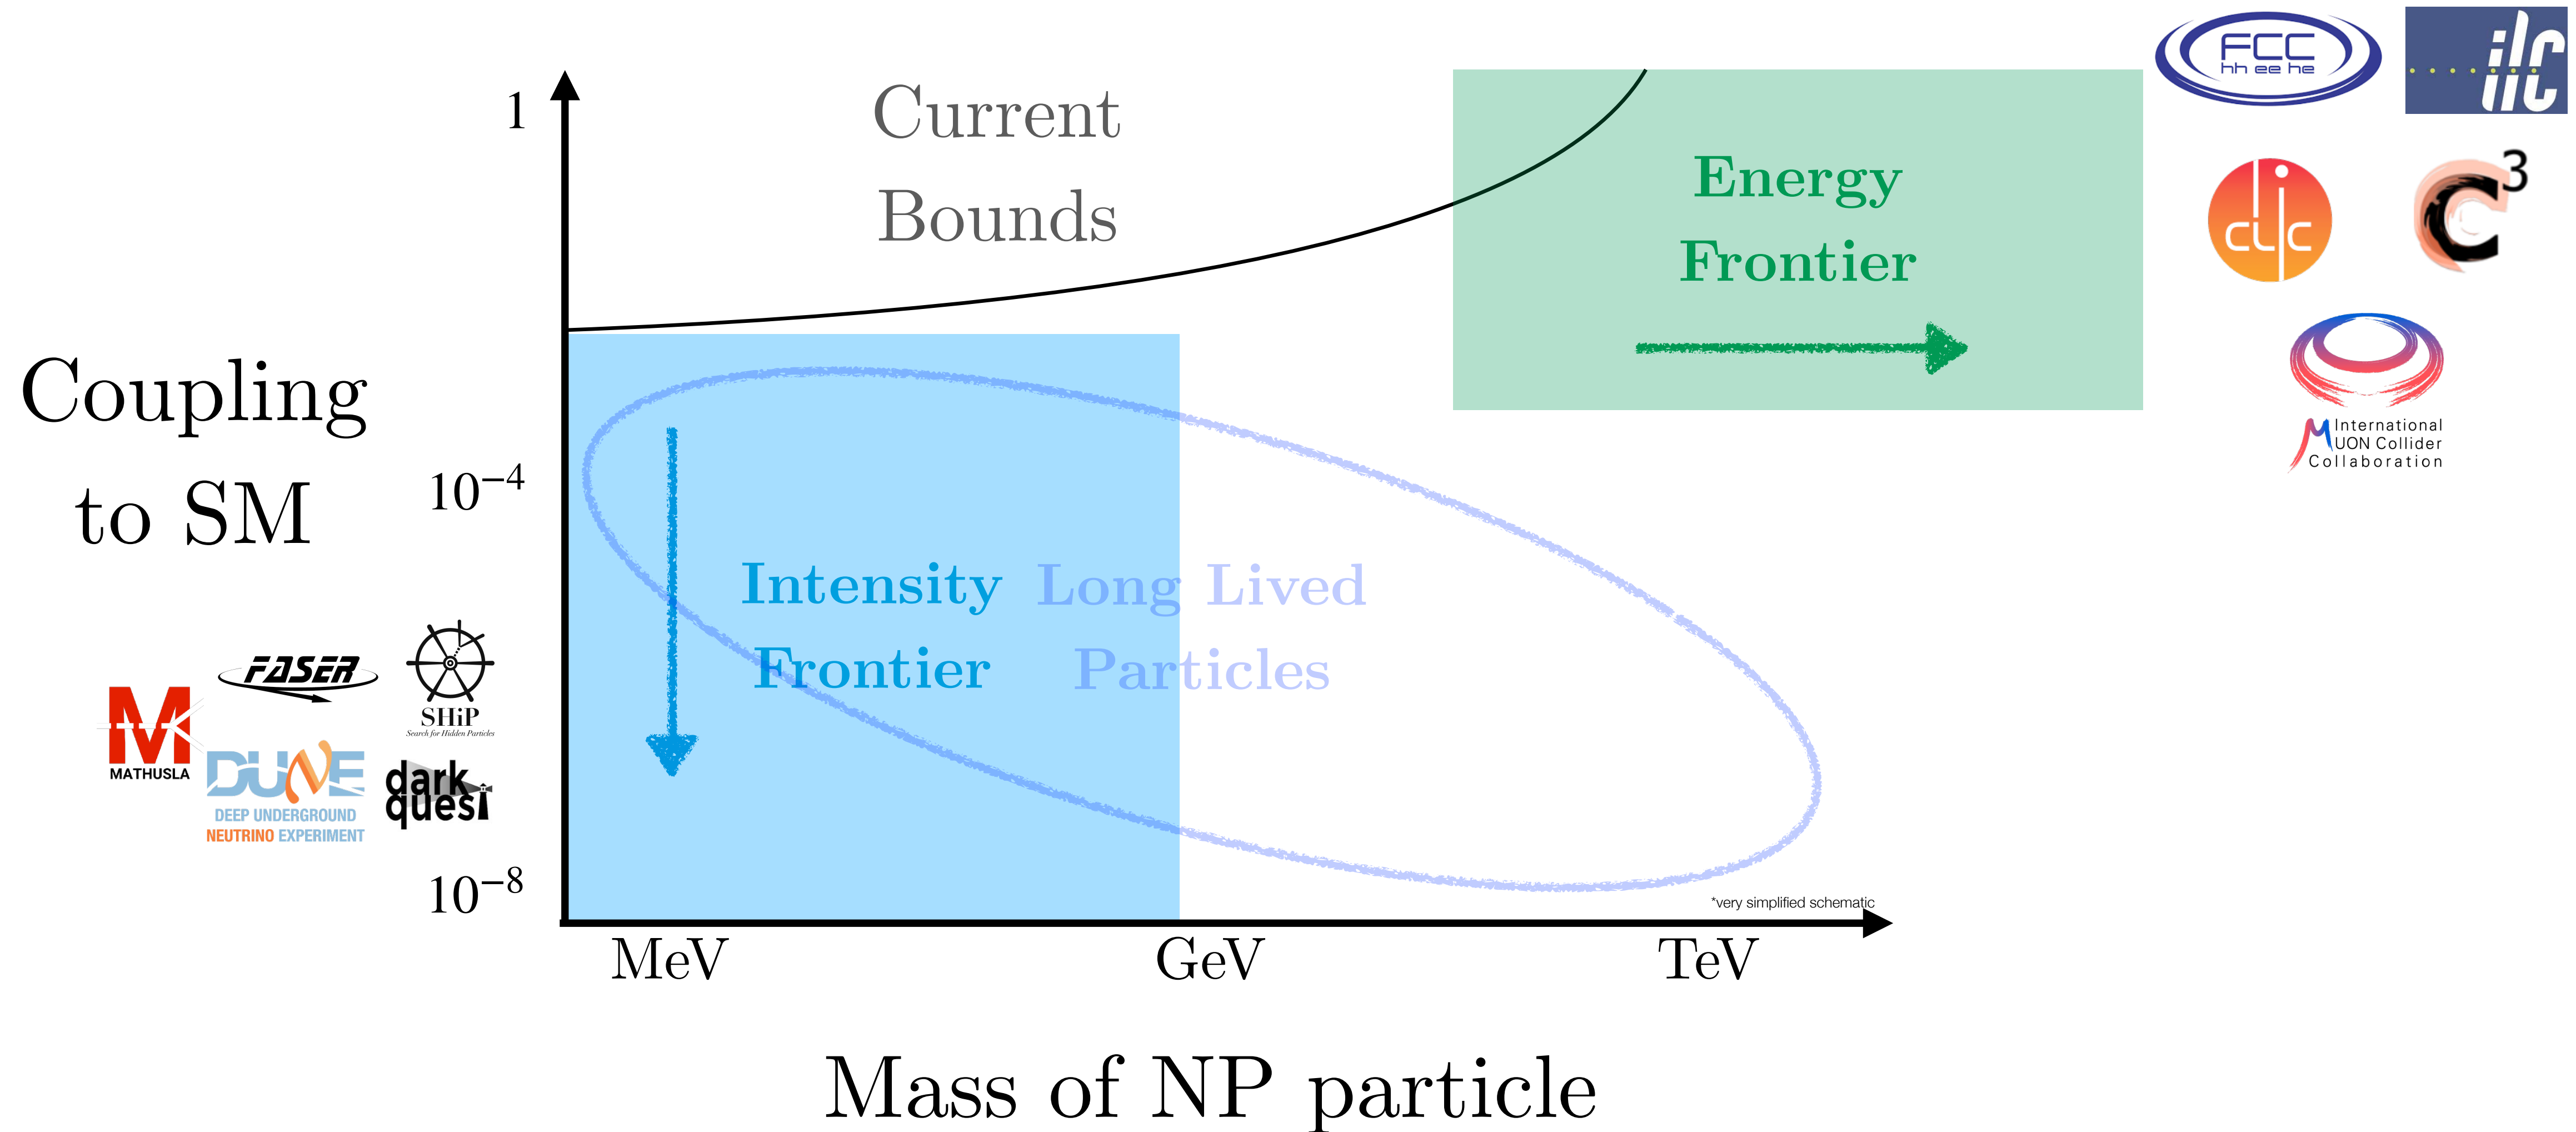 1
Current
Bounds
Energy
Frontier
FCC
hh ee he
ilc
clic
C³
International
MUON Collider
Collaboration
Coupling
to SM
10⁻⁴
10⁻⁸
Intensity
Frontier
Long Lived
Particles
FASER
SHiP
Search for Hidden Particles
M
MATHUSLA
DUNE
DEEP UNDERGROUND
NEUTRINO EXPERIMENT
dark
quest
*very simplified schematic
MeV
GeV
TeV
Mass of NP particle